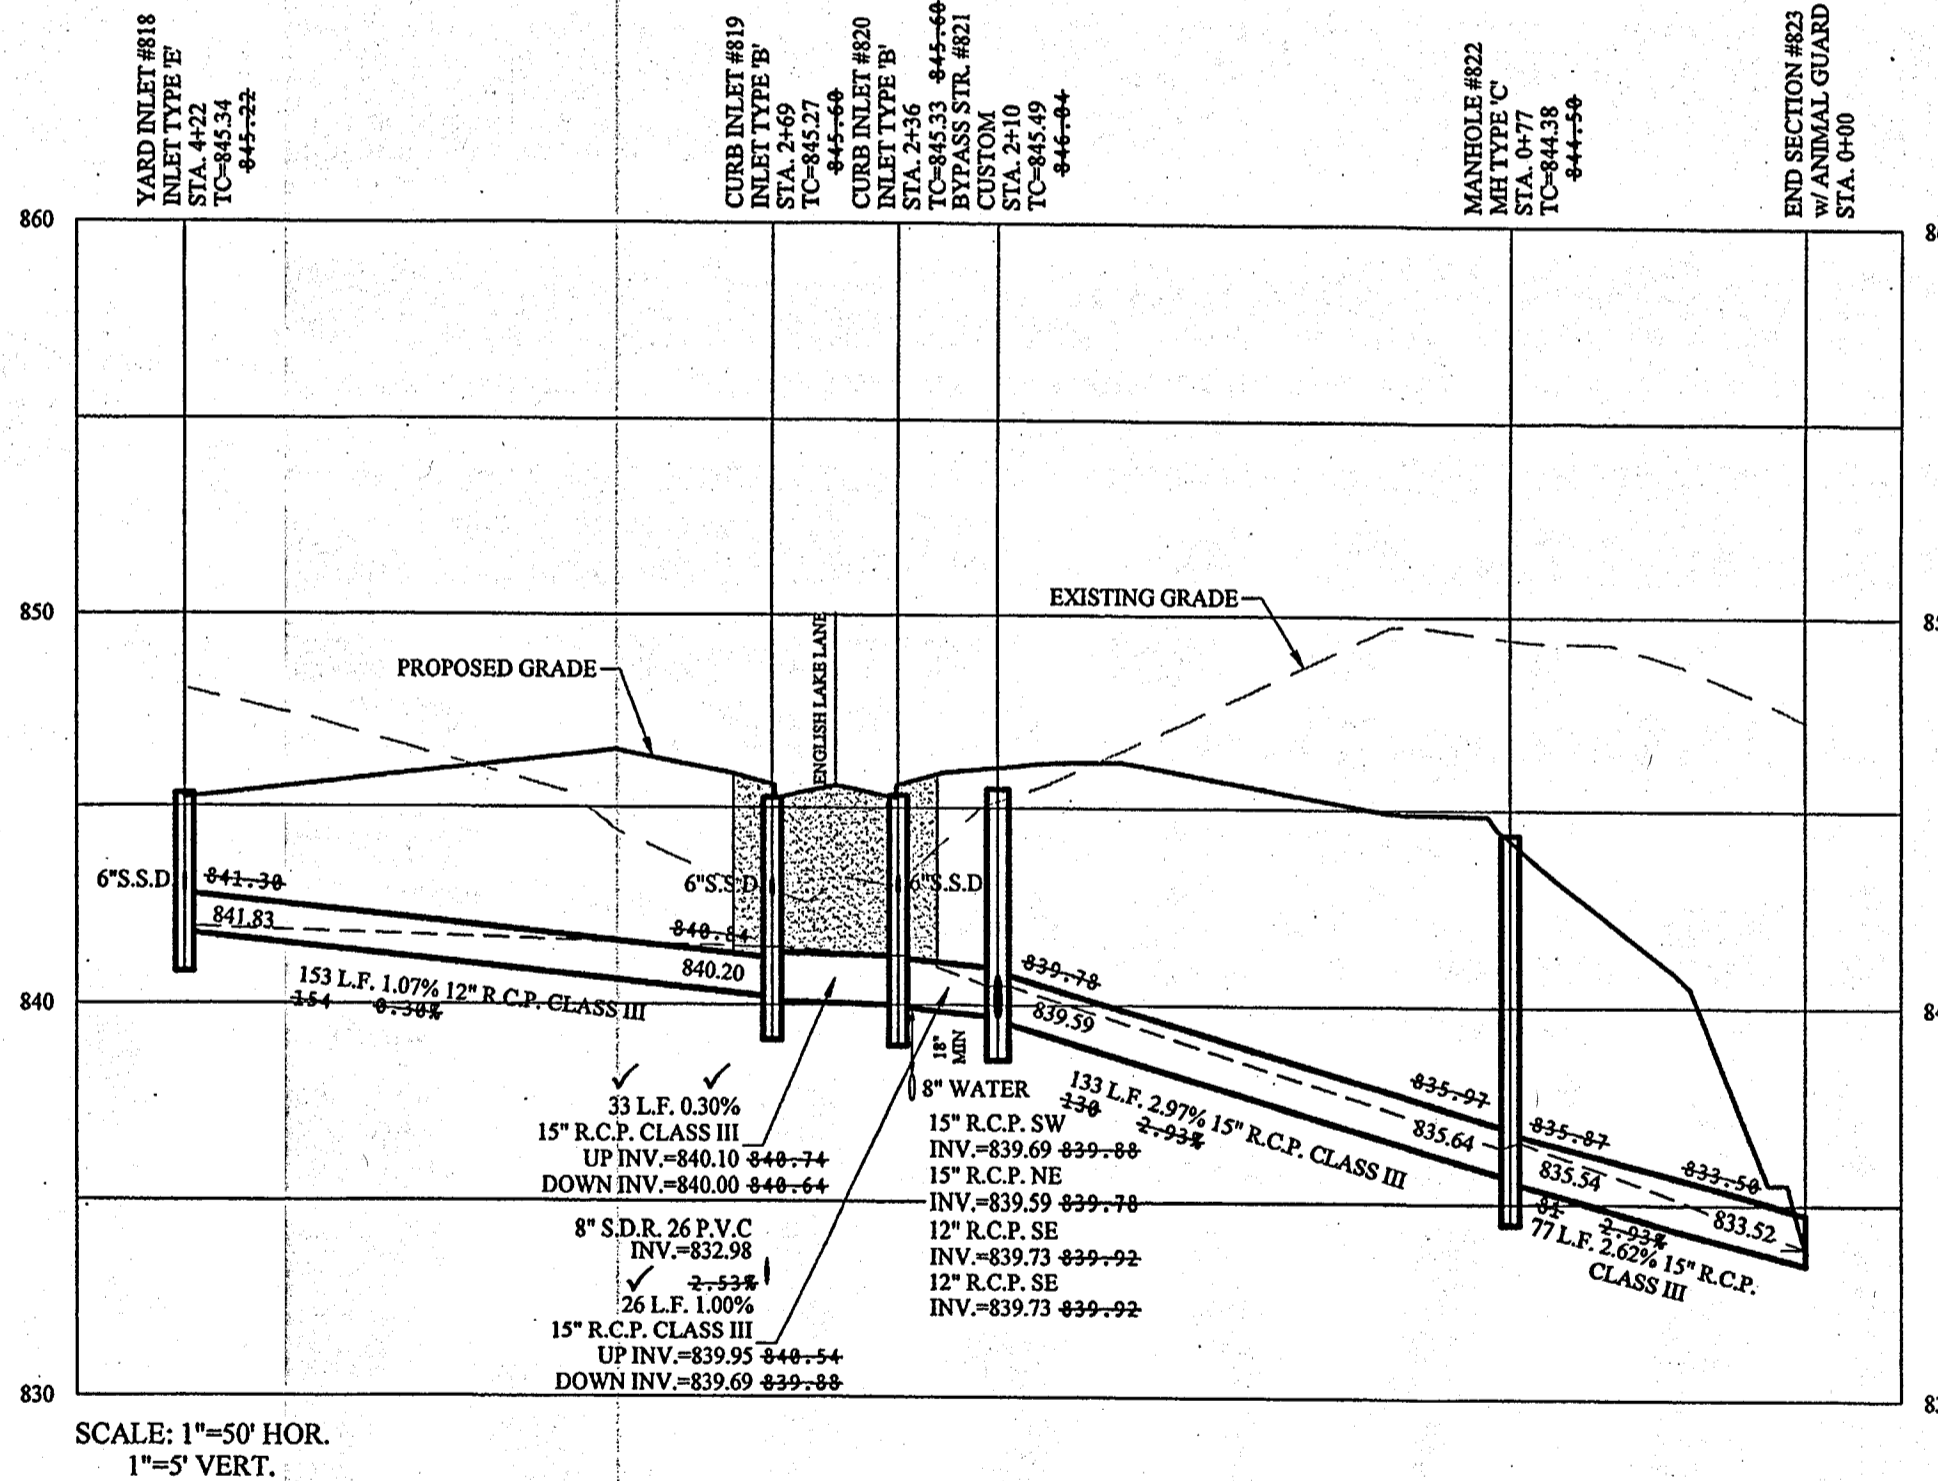 YARD INLET #818
INLET TYPE 'E'
STA. 4+22
TC=845.34
845.22
CURB INLET #819
INLET TYPE 'B'
STA. 2+69
TC=845.27
845.60
CURB INLET #820
INLET TYPE 'B'
STA. 2+36
TC=845.33 845.60
BYPASS STR. #821
CUSTOM
STA. 2+10
TC=845.49
846.04
MANHOLE #822
MH TYPE 'C'
STA. 0+77
TC=844.38
844.50
END SECTION #823
w/ ANIMAL GUARD
STA. 0+00
860
850
EXISTING GRADE
PROPOSED GRADE
ENGLISH LAKE LANE
6"S.S.D
841.30
841.83
6"S.S.D
6"S.S.D
840.84
840.20
153 L.F. 1.07% 12" R.C.P. CLASS III
154 0.30%
840
839.78
839.59
18"
MIN
8" WATER
133 L.F. 2.97% 15" R.C.P. CLASS III
130
2.93%
835.97
835.64
835.87
835.54
833.50
833.52
81 2.93%
77 L.F. 2.62% 15" R.C.P.
CLASS III
✓ ✓
33 L.F. 0.30%
15" R.C.P. CLASS III
UP INV.=840.10 840.74
DOWN INV.=840.00 840.64
8" S.D.R. 26 P.V.C
INV.=832.98
✓ 2.53%
26 L.F. 1.00%
15" R.C.P. CLASS III
UP INV.=839.95 840.54
DOWN INV.=839.69 839.88
15" R.C.P. SW
INV.=839.69 839.88
15" R.C.P. NE
INV.=839.59 839.78
12" R.C.P. SE
INV.=839.73 839.92
12" R.C.P. SE
INV.=839.73 839.92
830
SCALE: 1"=50' HOR.
1"=5' VERT.